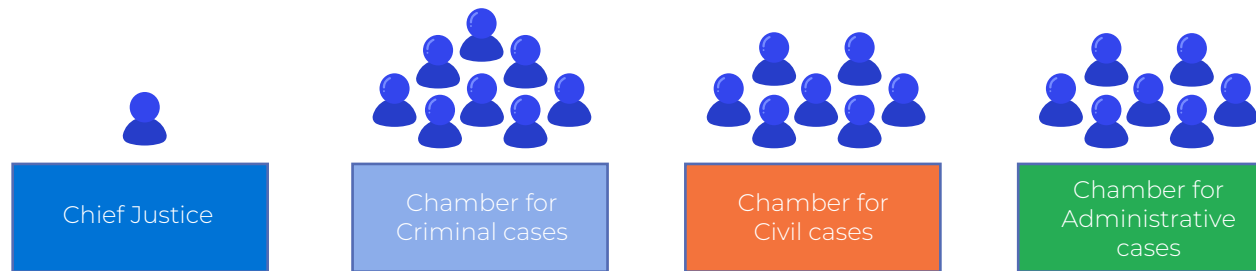 Chief Justice
Chamber for
Criminal cases
Chamber for
Civil cases
Chamber for
Administrative
cases